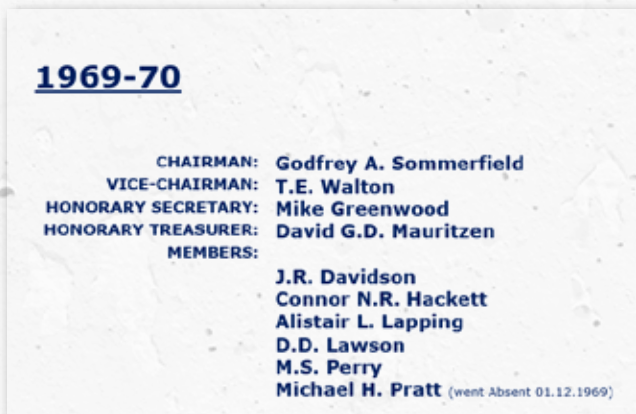 1969-70
CHAIRMAN: Godfrey A. Sommerfield
VICE-CHAIRMAN: T.E. Walton
HONORARY SECRETARY: Mike Greenwood
HONORARY TREASURER: David G.D. Mauritzen
MEMBERS:
J.R. Davidson
Connor N.R. Hackett
Alistair L. Lapping
D.D. Lawson
M.S. Perry
Michael H. Pratt (went Absent 01.12.1969)